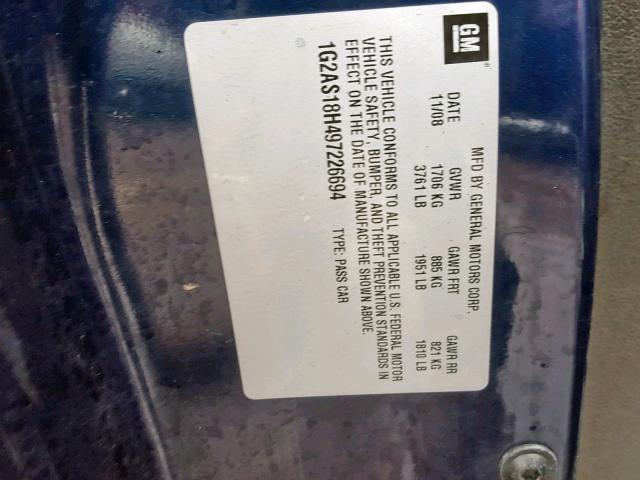 GM
MFD BY GENERAL MOTORS CORP.
DATE GVWR GAWR FRT GAWR RR
11/08 1706 KG 885 KG 821 KG
3761 LB 1951 LB 1810 LB
THIS VEHICLE CONFORMS TO ALL APPLICABLE U.S. FEDERAL MOTOR
VEHICLE SAFETY, BUMPER, AND THEFT PREVENTION STANDARDS IN
EFFECT ON THE DATE OF MANUFACTURE SHOWN ABOVE.
1G2AS18H497226694 TYPE: PASS CAR